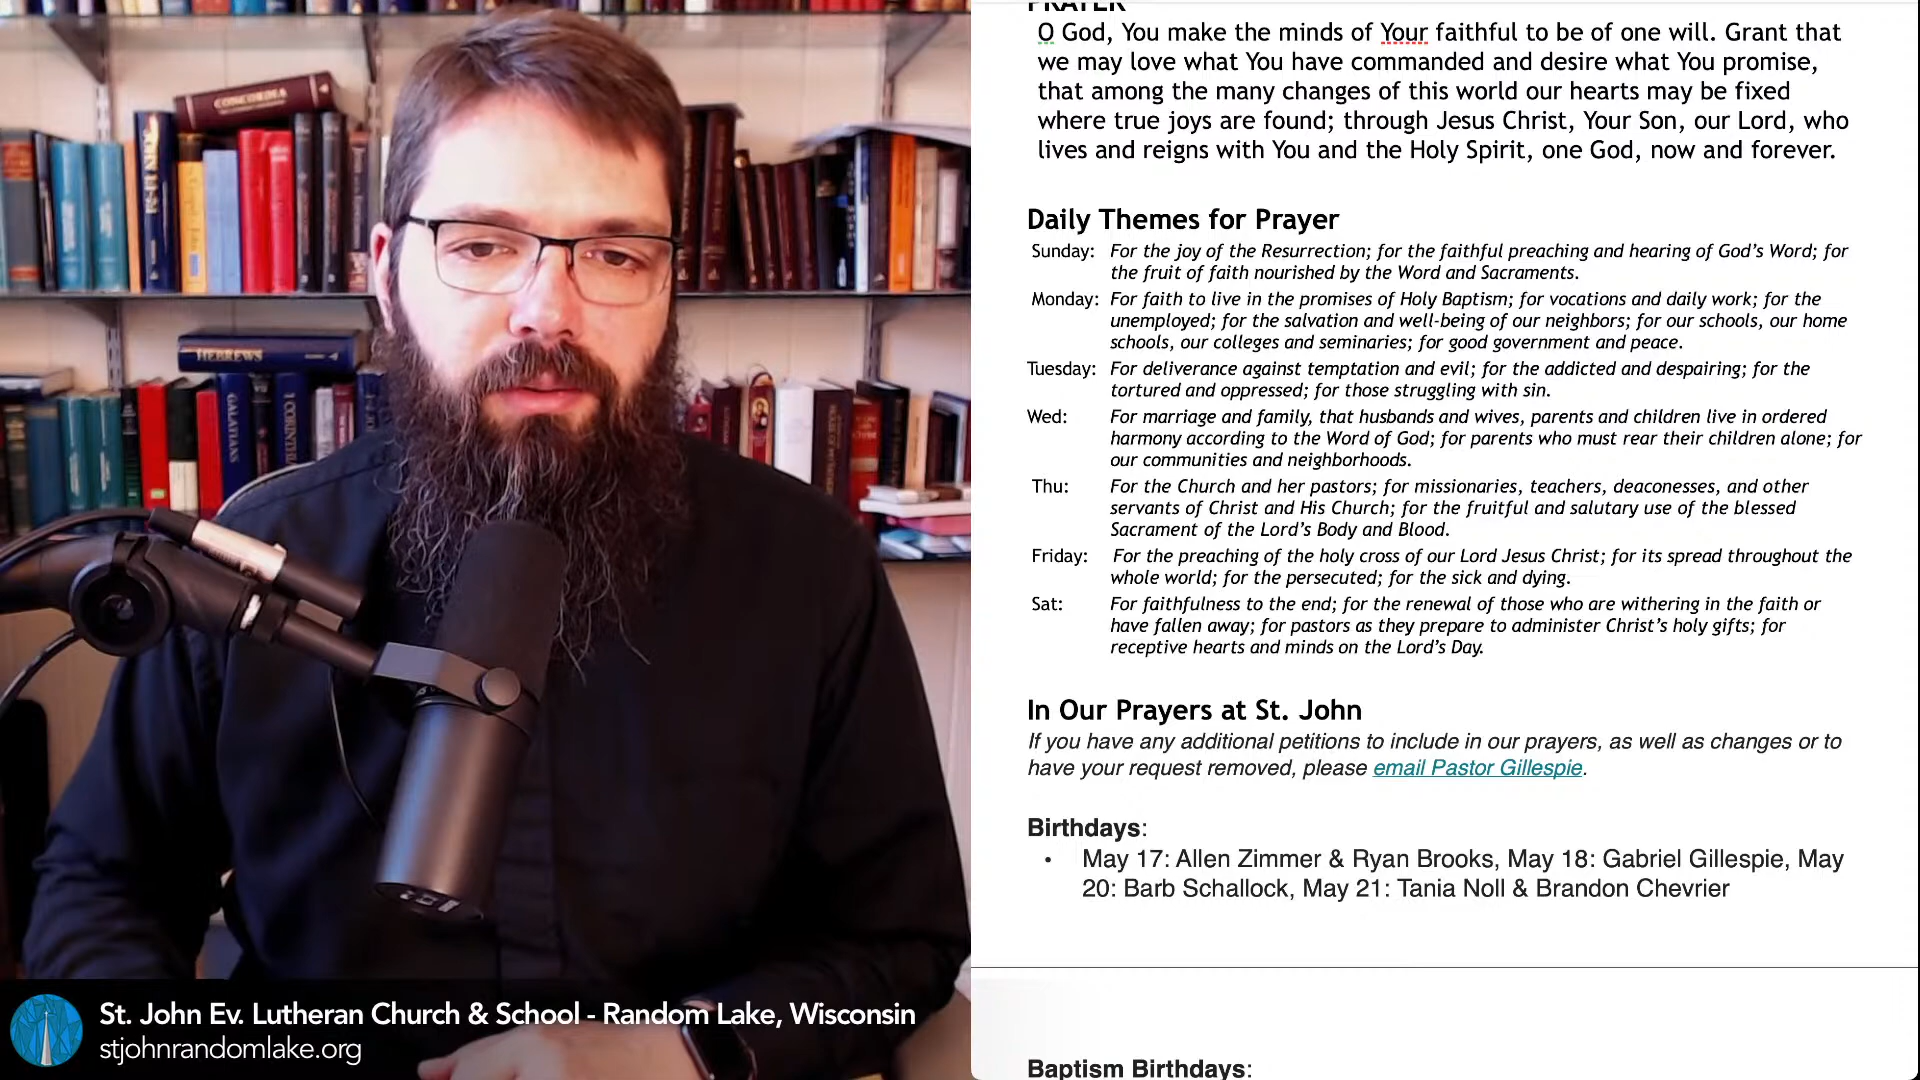 CONCORDIA
HEBREWS
GALATIANS
PRAYER
O God, You make the minds of Your faithful to be of one will. Grant that
we may love what You have commanded and desire what You promise,
that among the many changes of this world our hearts may be fixed
where true joys are found; through Jesus Christ, Your Son, our Lord, who
lives and reigns with You and the Holy Spirit, one God, now and forever.
Daily Themes for Prayer
Sunday: For the joy of the Resurrection; for the faithful preaching and hearing of God’s Word; for
the fruit of faith nourished by the Word and Sacraments.
Monday: For faith to live in the promises of Holy Baptism; for vocations and daily work; for the
unemployed; for the salvation and well-being of our neighbors; for our schools, our home
schools, our colleges and seminaries; for good government and peace.
Tuesday: For deliverance against temptation and evil; for the addicted and despairing; for the
tortured and oppressed; for those struggling with sin.
Wed: For marriage and family, that husbands and wives, parents and children live in ordered
harmony according to the Word of God; for parents who must rear their children alone; for
our communities and neighborhoods.
Thu: For the Church and her pastors; for missionaries, teachers, deaconesses, and other
servants of Christ and His Church; for the fruitful and salutary use of the blessed
Sacrament of the Lord’s Body and Blood.
Friday: For the preaching of the holy cross of our Lord Jesus Christ; for its spread throughout the
whole world; for the persecuted; for the sick and dying.
Sat: For faithfulness to the end; for the renewal of those who are withering in the faith or
have fallen away; for pastors as they prepare to administer Christ’s holy gifts; for
receptive hearts and minds on the Lord’s Day.
In Our Prayers at St. John
If you have any additional petitions to include in our prayers, as well as changes or to
have your request removed, please email Pastor Gillespie.
Birthdays:
• May 17: Allen Zimmer & Ryan Brooks, May 18: Gabriel Gillespie, May
20: Barb Schallock, May 21: Tania Noll & Brandon Chevrier
Baptism Birthdays:
St. John Ev. Lutheran Church & School - Random Lake, Wisconsin
stjohnrandomlake.org